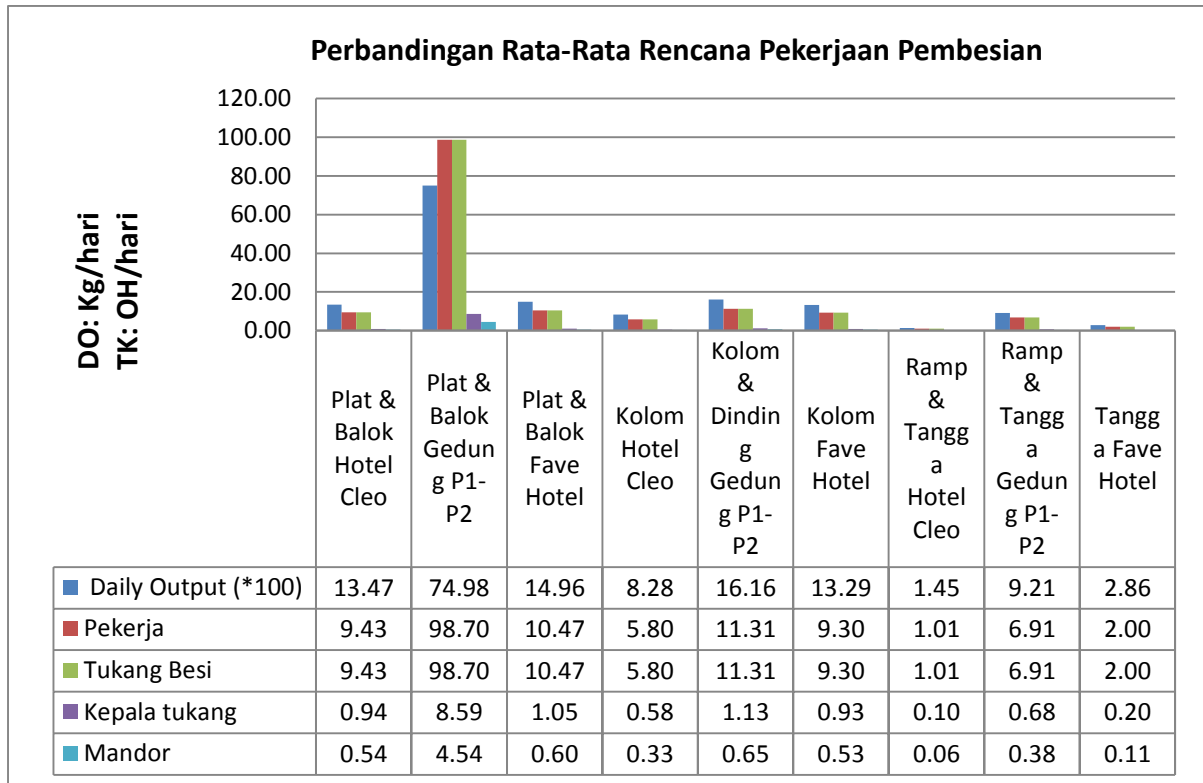 Perbandingan Rata-Rata Rencana Pekerjaan Pembesian
DO: Kg/hari
TK: OH/hari
120.00
100.00
80.00
60.00
40.00
20.00
0.00
Plat &
Balok
Hotel
Cleo
Plat &
Balok
Gedun
g P1-
P2
Plat &
Balok
Fave
Hotel
Kolom
Hotel
Cleo
Kolom
&
Dindin
g
Gedun
g P1-
P2
Kolom
Fave
Hotel
Ramp
&
Tangg
a
Hotel
Cleo
Ramp
&
Tangg
a
Gedun
g P1-
P2
Tangg
a Fave
Hotel
Daily Output (*100) 13.47 74.98 14.96 8.28 16.16 13.29 1.45 9.21 2.86
Pekerja 9.43 98.70 10.47 5.80 11.31 9.30 1.01 6.91 2.00
Tukang Besi 9.43 98.70 10.47 5.80 11.31 9.30 1.01 6.91 2.00
Kepala tukang 0.94 8.59 1.05 0.58 1.13 0.93 0.10 0.68 0.20
Mandor 0.54 4.54 0.60 0.33 0.65 0.53 0.06 0.38 0.11